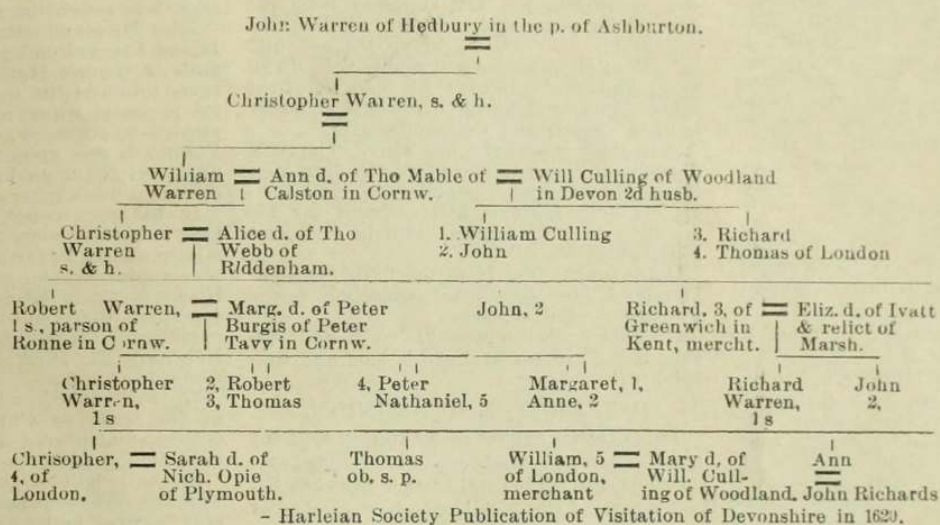 John Warren of Hedbury in the p. of Ashburton.
Christopher Warren, s. & h.
William Warren = Ann d. of Tho Mable of Calston in Cornw. = Will Culling of Woodland in Devon 2d husb.
Christopher Warren s. & h. = Alice d. of Tho Webb of Riddenham.
1. William Culling
2. John
3. Richard
4. Thomas of London
Robert Warren, 1 s., parson of Ronne in Cornw. = Marg. d. of Peter Burgis of Peter Tavy in Cornw.
John, 2
Richard, 3, of Greenwich in Kent, mercht. = Eliz. d. of Ivatt & relict of Marsh.
Christopher Warren, 1 s
2, Robert
3, Thomas
4, Peter
Nathaniel, 5
Margaret, 1,
Anne, 2
Richard Warren, 1 s
John 2,
Chrisopher, 4, of London. = Sarah d. of Nich. Opie of Plymouth.
Thomas ob. s. p.
William, 5 of London, merchant = Mary d. of Will. Culling of Woodland.
Ann = John Richards
- Harleian Society Publication of Visitation of Devonshire in